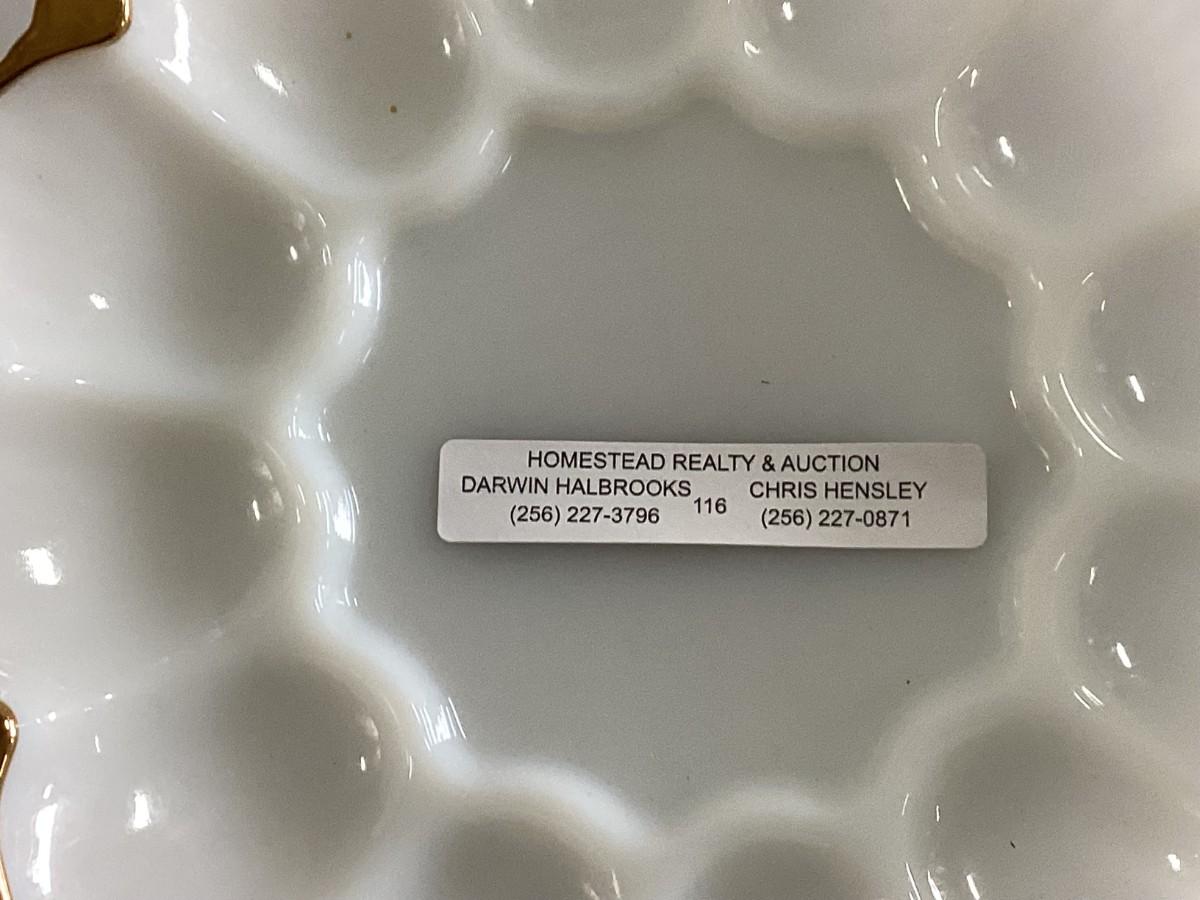 HOMESTEAD REALTY & AUCTION
DARWIN HALBROOKS 116 CHRIS HENSLEY
(256) 227-3796 (256) 227-0871